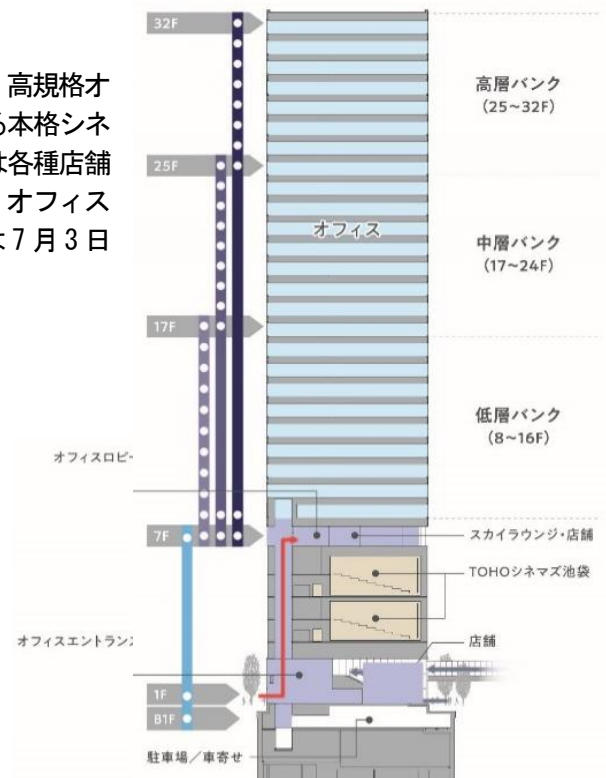 高規格オ
る本格シネ
は各種店舗
オフィス
は7月3日
32F
高層バンク
(25~32F)
25F
オフィス
中層バンク
(17~24F)
17F
低層バンク
(8~16F)
オフィスロビー
7F
スカイラウンジ・店舗
TOHOシネマズ池袋
オフィスエントランス
店舗
1F
B1F
駐車場/車寄せ